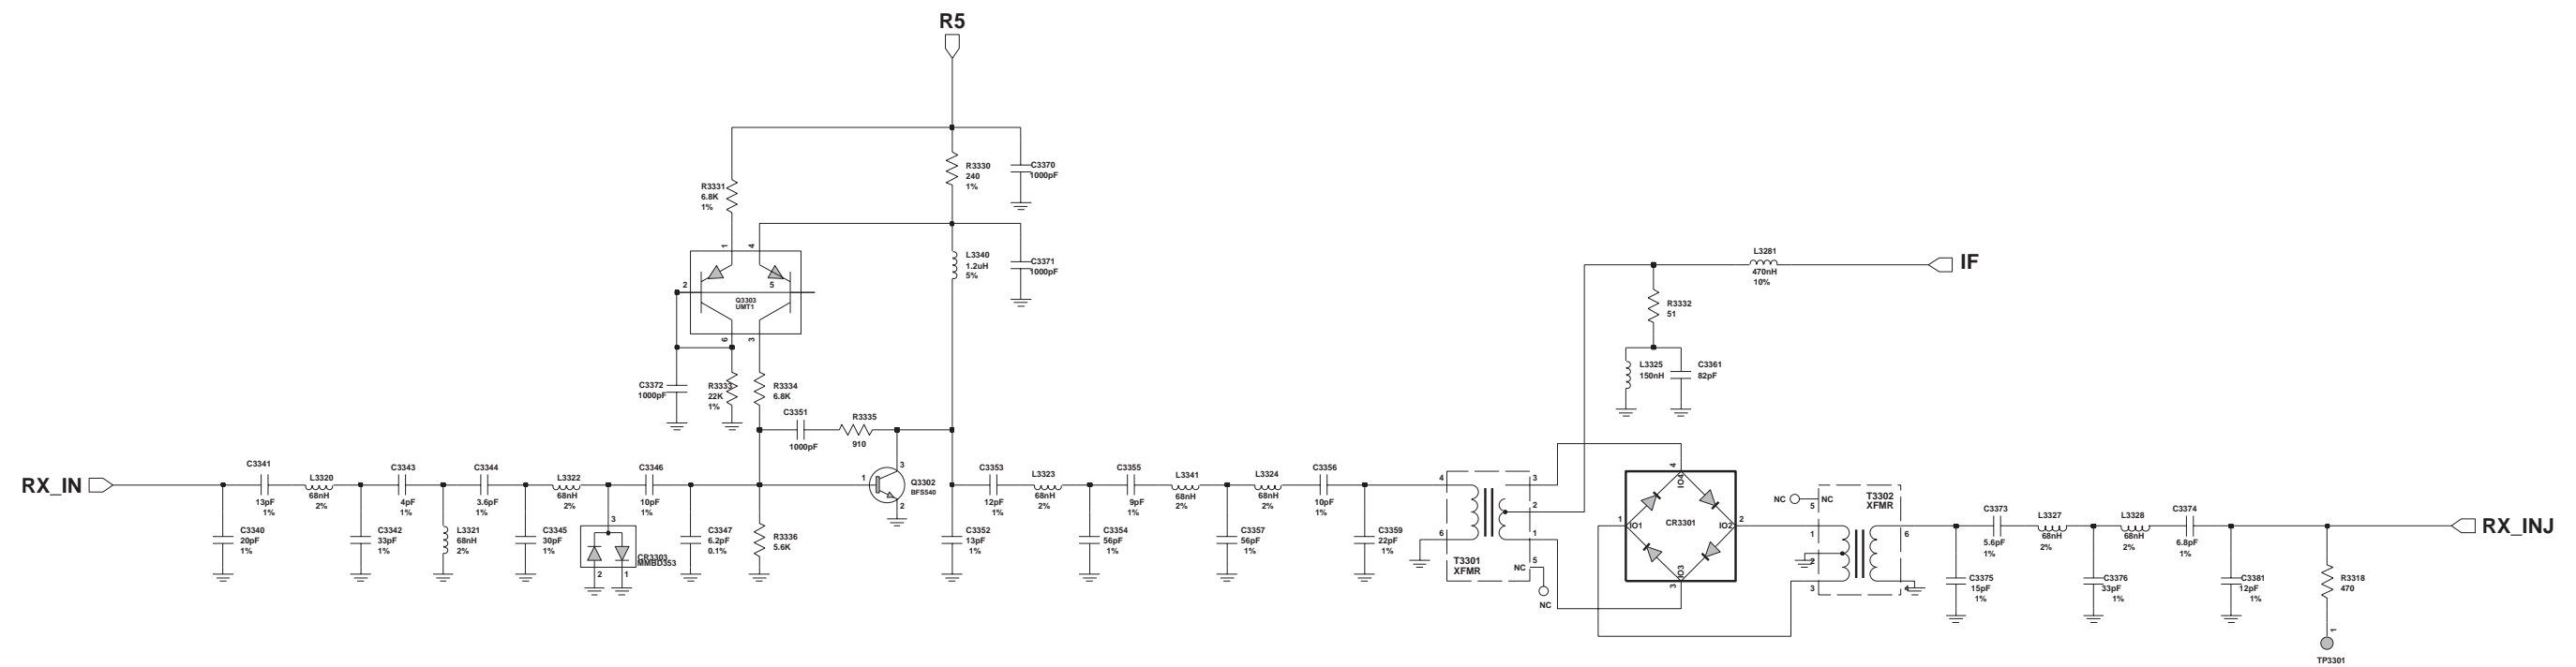 R5
R3330
240
1%
C3370
1000pF
R3331
6.8K
1%
1
4
2
5
Q3303
UMT1
6
3
L3340
1.2uH
5%
C3371
1000pF
L3281
470nH
10%
IF
R3332
51
L3325
150nH
C3361
82pF
C3372
1000pF
R3333
22K
1%
R3334
6.8K
C3351
1000pF
R3335
910
RX_IN
C3341
13pF
1%
L3320
68nH
2%
C3343
4pF
1%
C3344
3.6pF
1%
L3322
68nH
2%
C3346
10pF
1%
1
3
2
Q3302
BFS540
C3353
12pF
1%
L3323
68nH
2%
C3355
9pF
1%
L3341
68nH
2%
L3324
68nH
2%
C3356
10pF
1%
C3340
20pF
1%
C3342
33pF
1%
L3321
68nH
2%
C3345
30pF
1%
3
CR3303
MMBD353
2
1
C3347
6.2pF
0.1%
R3336
5.6K
C3352
13pF
1%
C3354
56pF
1%
C3357
56pF
1%
C3359
22pF
1%
4
3
2
6
1
5
NC
T3301
XFMR
NC
4
IO4
1
IO1
CR3301
IO2
2
IO3
3
NC
NC
5
T3302
XFMR
1
6
2
3
4
C3373
5.6pF
1%
L3327
68nH
2%
L3328
68nH
2%
C3374
6.8pF
1%
RX_INJ
C3375
15pF
1%
C3376
33pF
1%
C3381
12pF
1%
R3318
470
1
TP3301